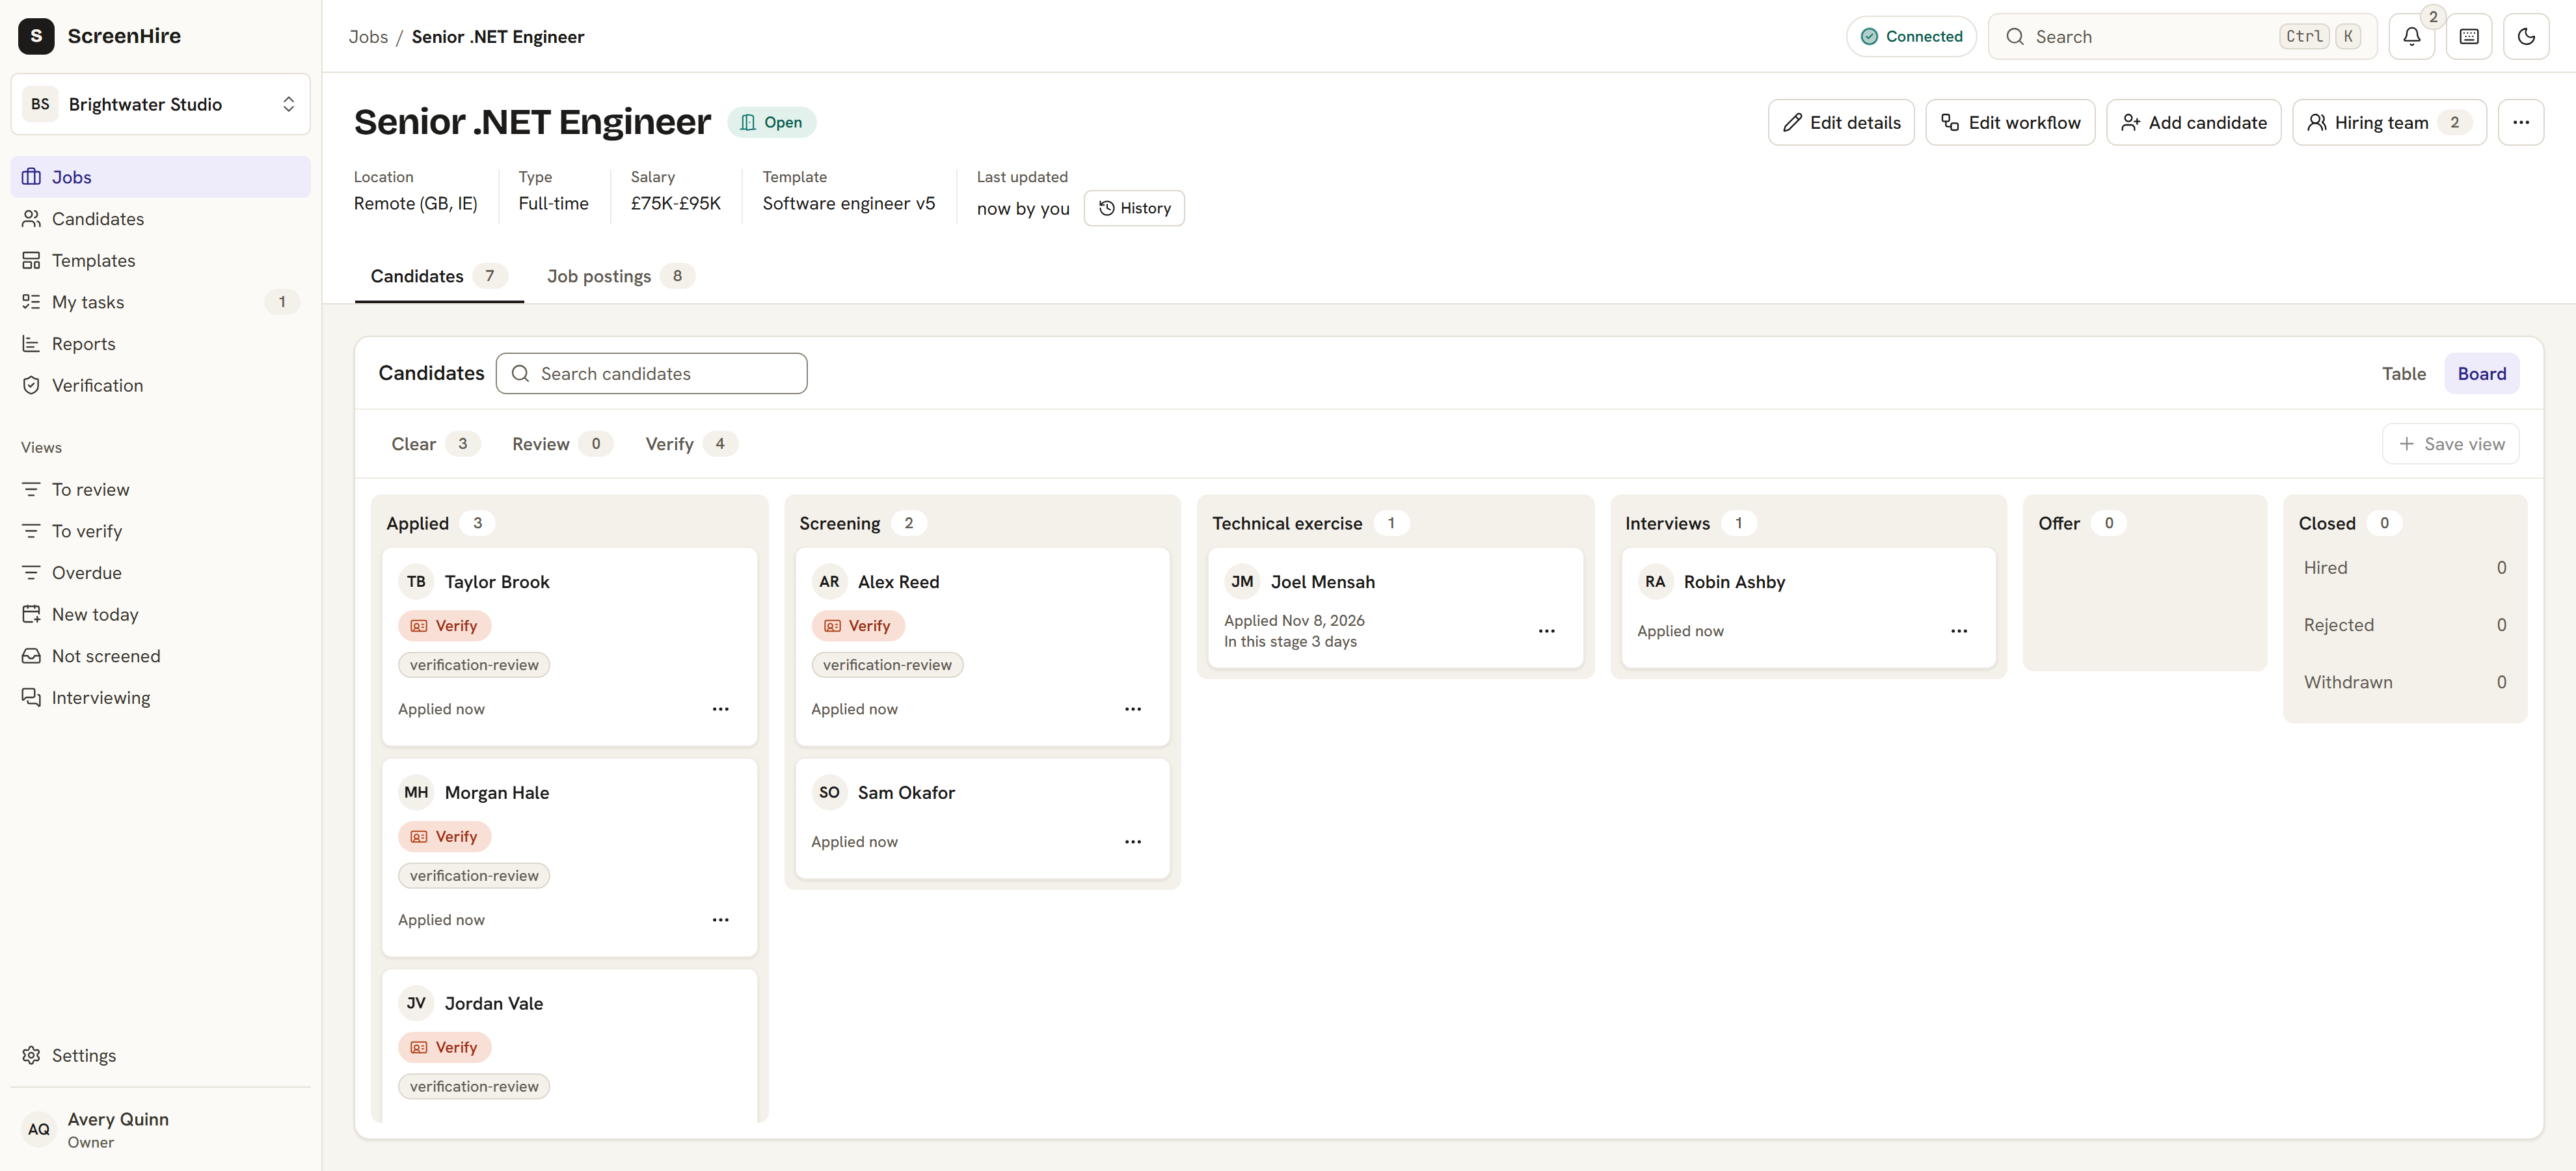 S ScreenHire
BS Brightwater Studio
Jobs
Candidates
Templates
My tasks 1
Reports
Verification
Views
To review
To verify
Overdue
New today
Not screened
Interviewing
Settings
AQ Avery Quinn
Owner
Jobs / Senior .NET Engineer
Connected
Search Ctrl K
2
Senior .NET Engineer Open
Edit details
Edit workflow
Add candidate
Hiring team 2
Location
Remote (GB, IE)
Type
Full-time
Salary
£75K-£95K
Template
Software engineer v5
Last updated
now by you History
Candidates 7
Job postings 8
Candidates Search candidates
Table Board
Clear 3 Review 0 Verify 4
Save view
Applied 3
TB Taylor Brook
Verify
verification-review
Applied now
MH Morgan Hale
Verify
verification-review
Applied now
JV Jordan Vale
Verify
verification-review
Screening 2
AR Alex Reed
Verify
verification-review
Applied now
SO Sam Okafor
Applied now
Technical exercise 1
JM Joel Mensah
Applied Nov 8, 2026
In this stage 3 days
Interviews 1
RA Robin Ashby
Applied now
Offer 0
Closed 0
Hired 0
Rejected 0
Withdrawn 0